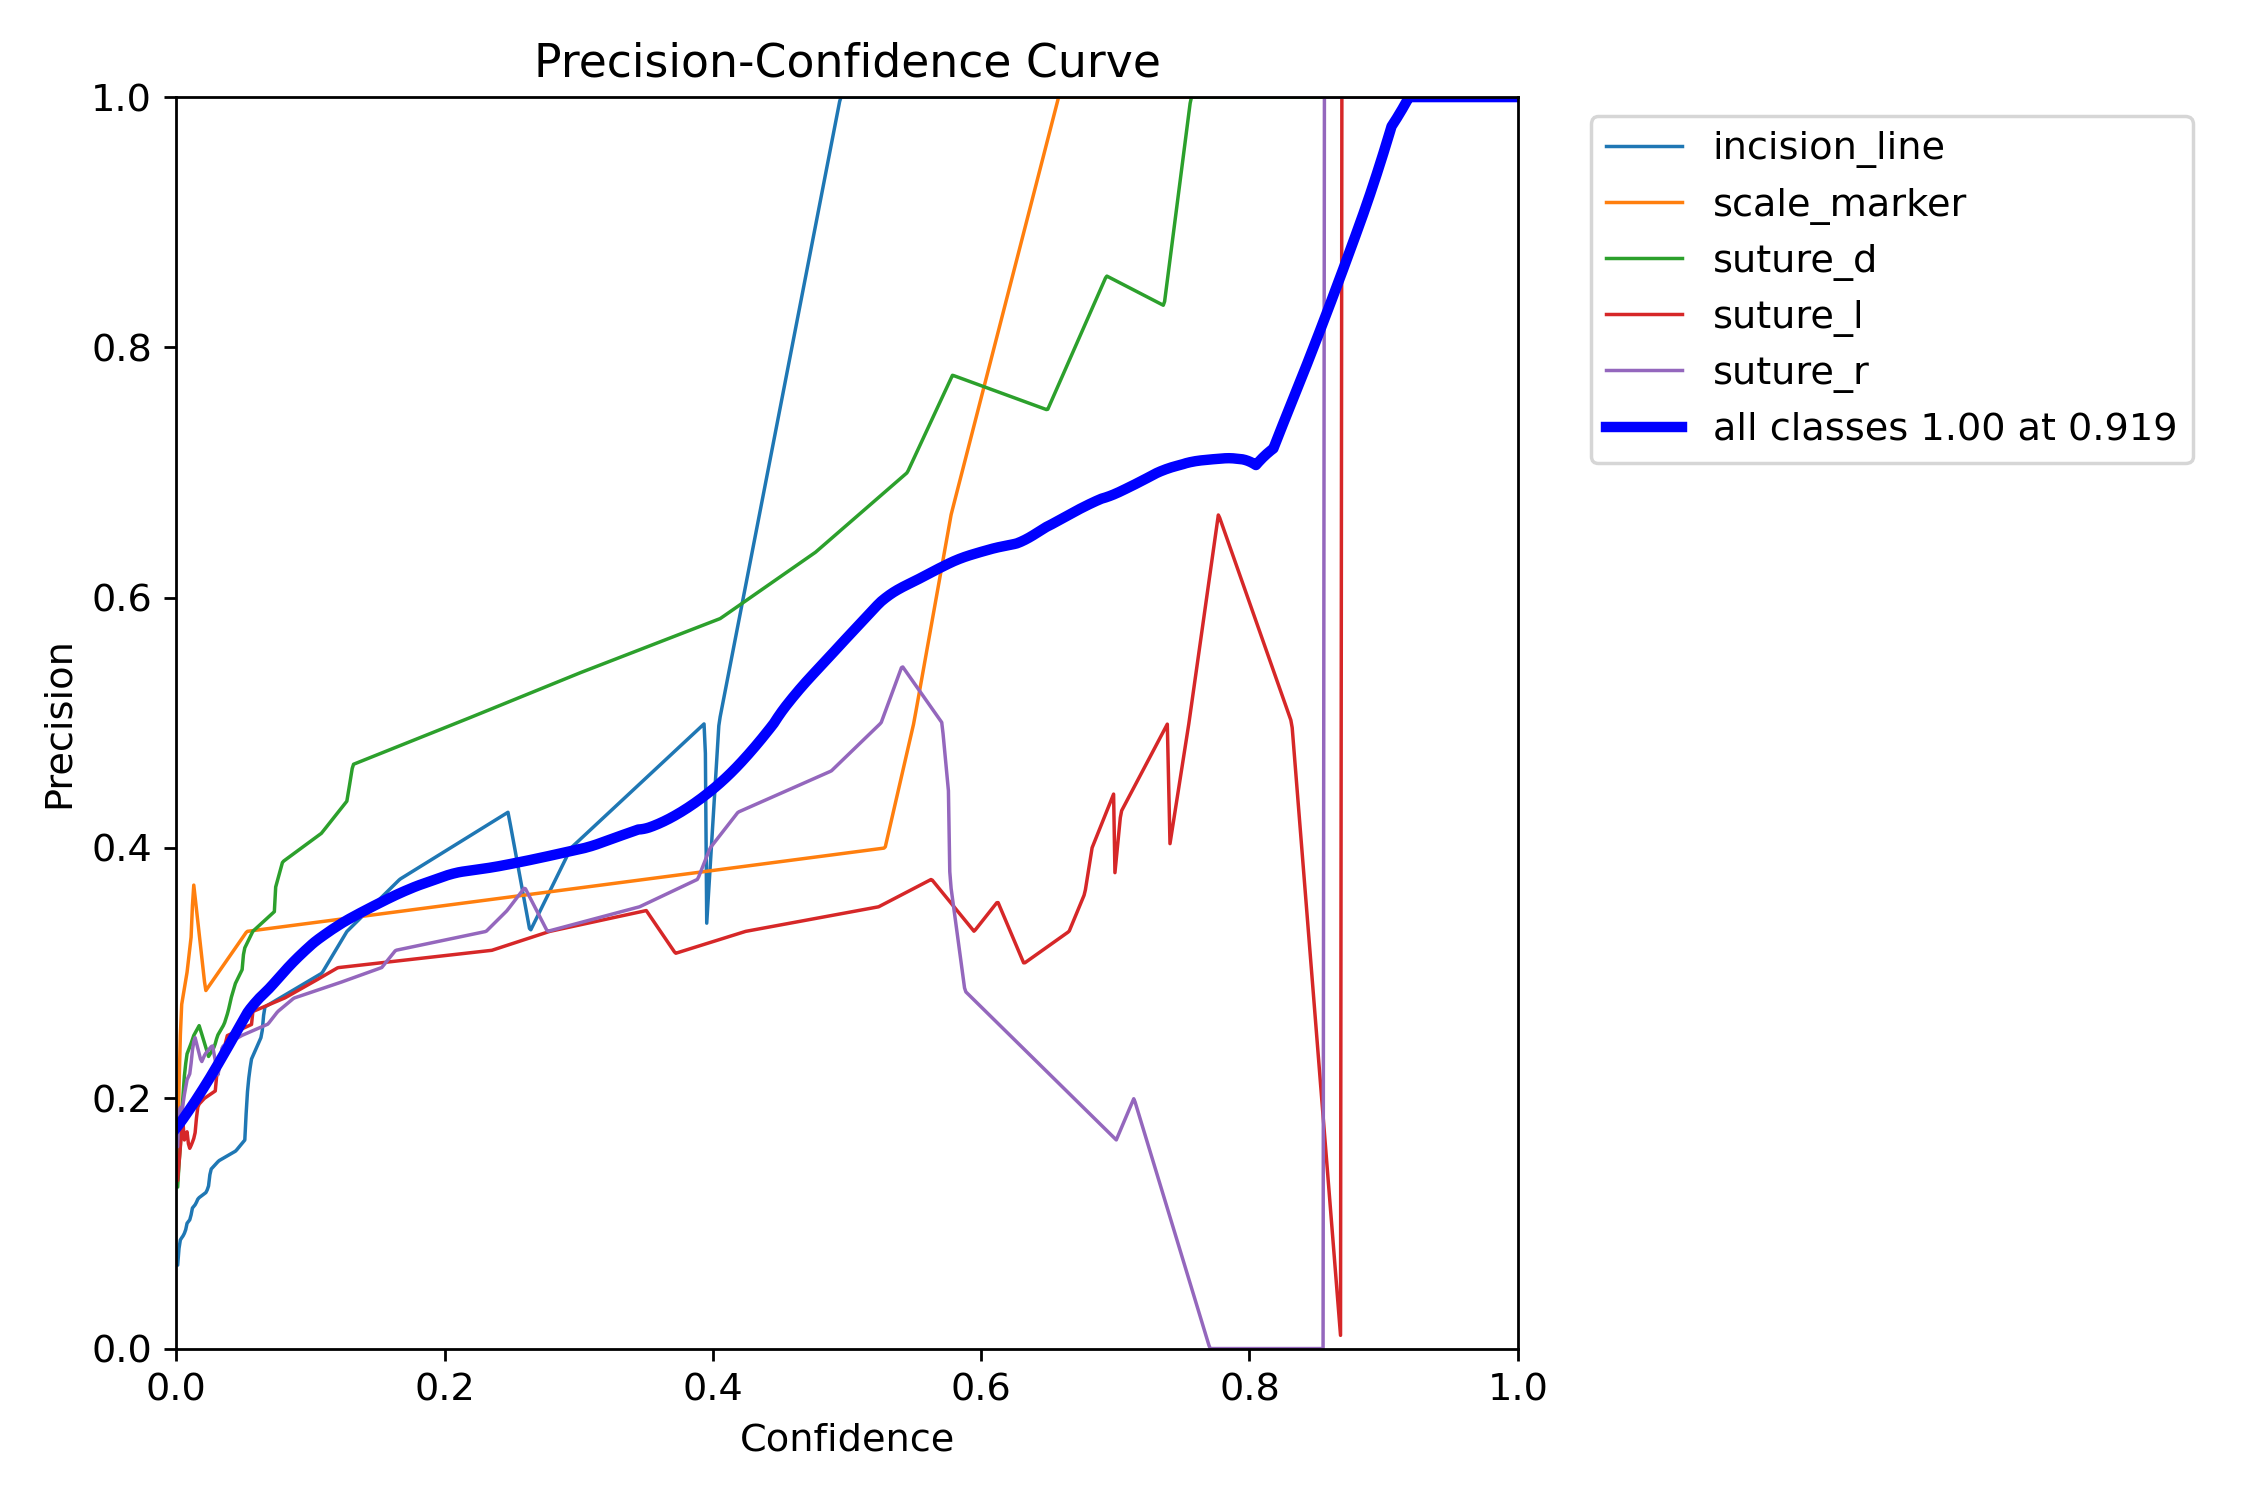 Precision-Confidence Curve
1.0
0.8
0.6
0.4
0.2
0.0
Precision
0.0 0.2 0.4 0.6 0.8 1.0
Confidence
incision_line
scale_marker
suture_d
suture_l
suture_r
all classes 1.00 at 0.919